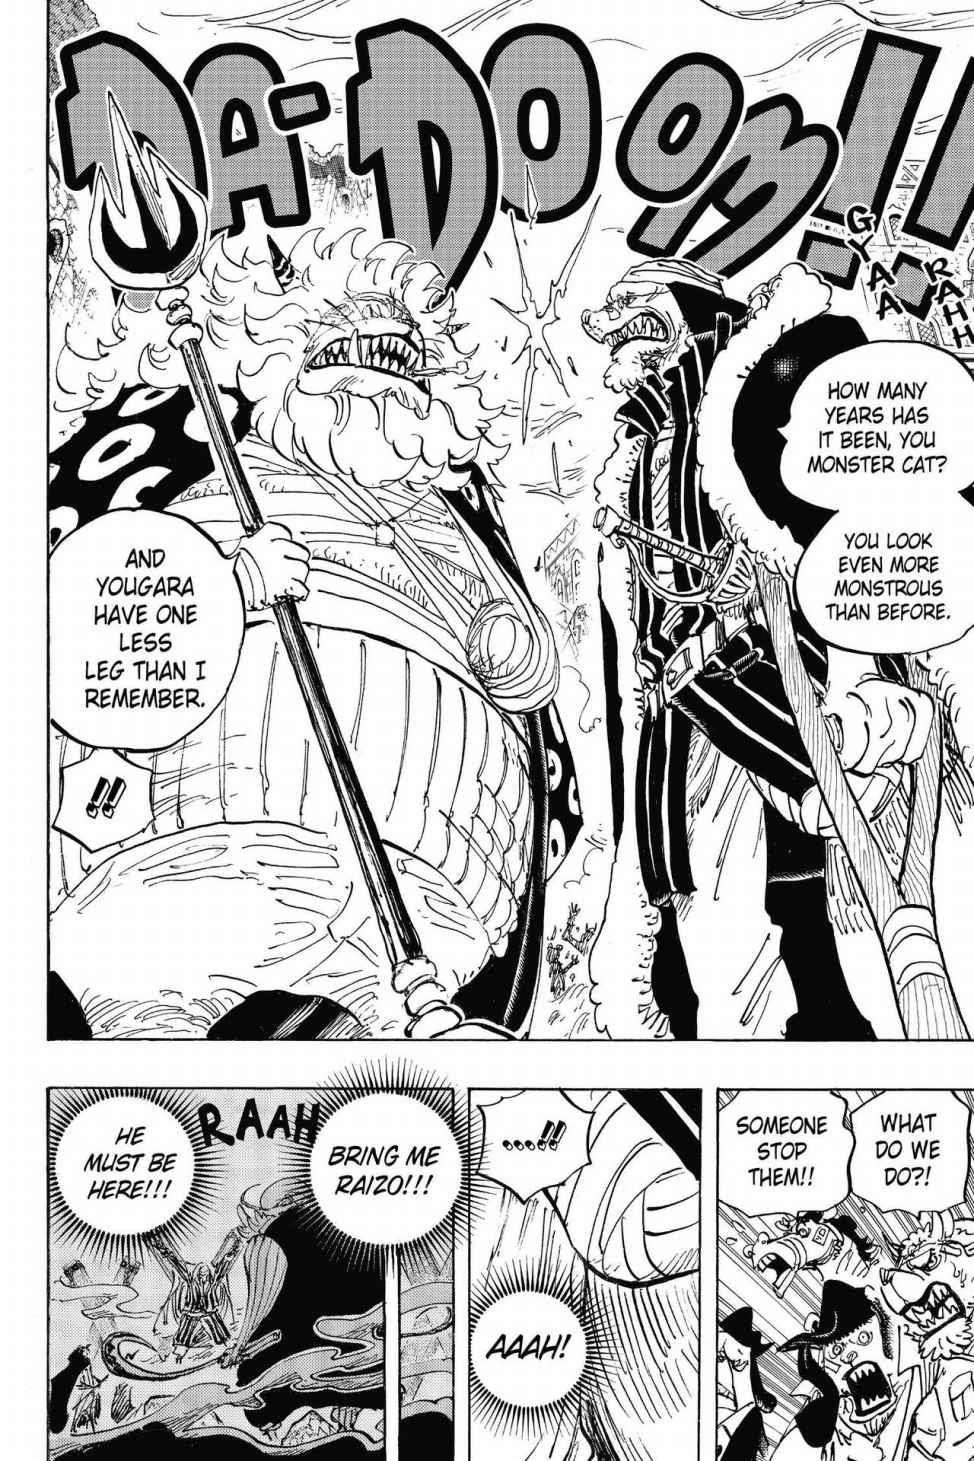 DA-DOOM!!
GYAA
RAHH
HOW MANY
YEARS HAS
IT BEEN, YOU
MONSTER CAT?
YOU LOOK
EVEN MORE
MONSTROUS
THAN BEFORE.
AND
YOUGARA
HAVE ONE
LESS
LEG THAN I
REMEMBER.
!!
WHAT
DO WE
DO?!
SOMEONE
STOP
THEM!!
....!!
AAAH!
BRING ME
RAIZO!!!
RAAH
HE
MUST BE
HERE!!!